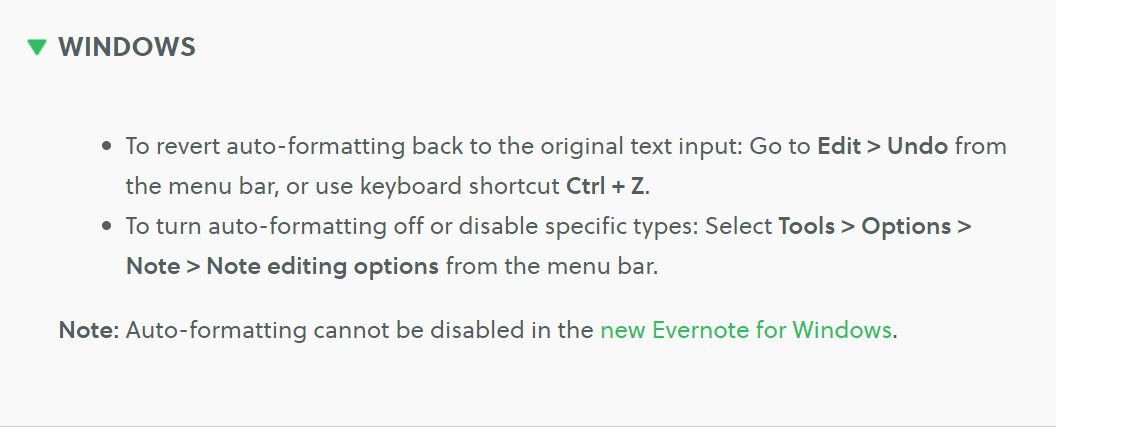 WINDOWS
• To revert auto-formatting back to the original text input: Go to Edit > Undo from
the menu bar, or use keyboard shortcut Ctrl + Z.
• To turn auto-formatting off or disable specific types: Select Tools > Options >
Note > Note editing options from the menu bar.
Note: Auto-formatting cannot be disabled in the new Evernote for Windows.